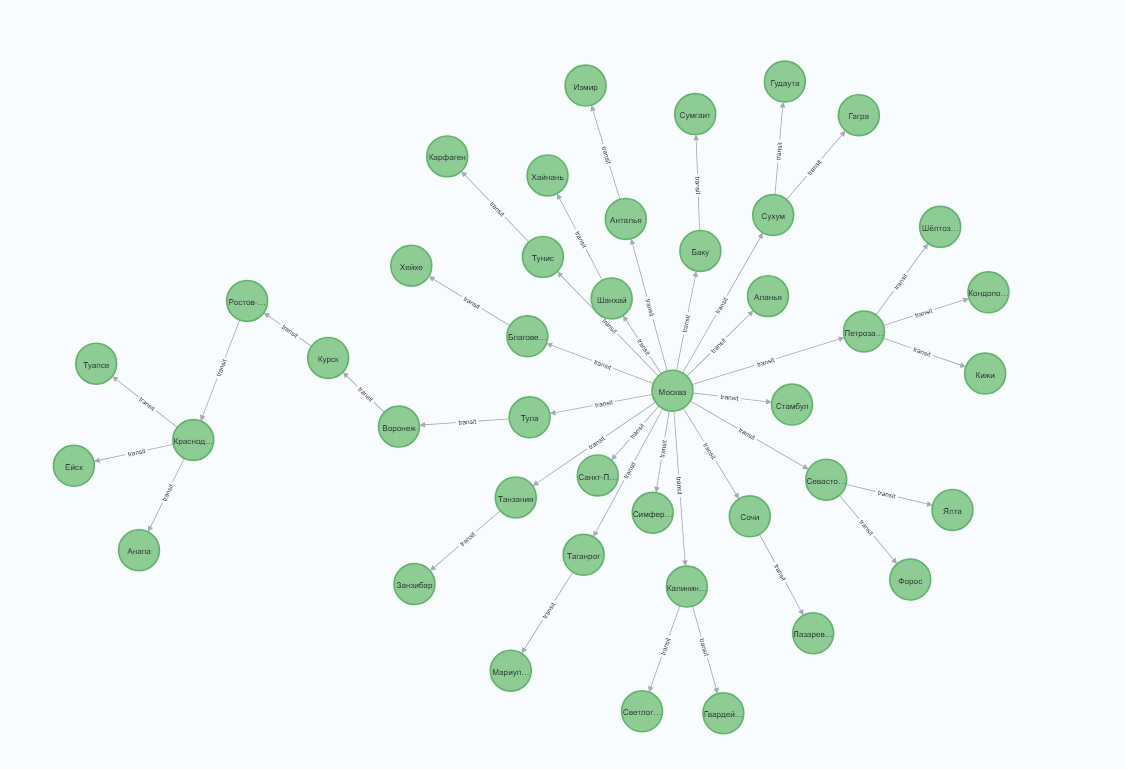 Гудаута
Измир
Сумгаит
Гагра
transit
transit
Карфаген
transit
Хайнань
transit
transit
transit
Анталья
Сухум
Шёлтоз...
transit
Баку
Тунис
Хейхе
transit
Кондопо...
Ростов-...
transit
Шанхай
transit
transit
Аланья
transit
transit
transit
transit
Петроза...
Благове...
transit
Курск
transit
transit
transit
Туапсе
transit
transit
transit
Кижи
transit
Москва
transit
transit
transit
Стамбул
Тула
transit
Воронеж
transit
transit
Краснод...
transit
transit
transit
transit
Ейск
transit
Санкт-П...
transit
Севасто...
transit
transit
transit
Танзания
Симфер...
Сочи
Ялта
transit
transit
Анапа
Таганрог
transit
Занзибар
Калинин...
Форос
transit
Лазарев...
transit
transit
Мариуп...
Светлог...
Гвардей...